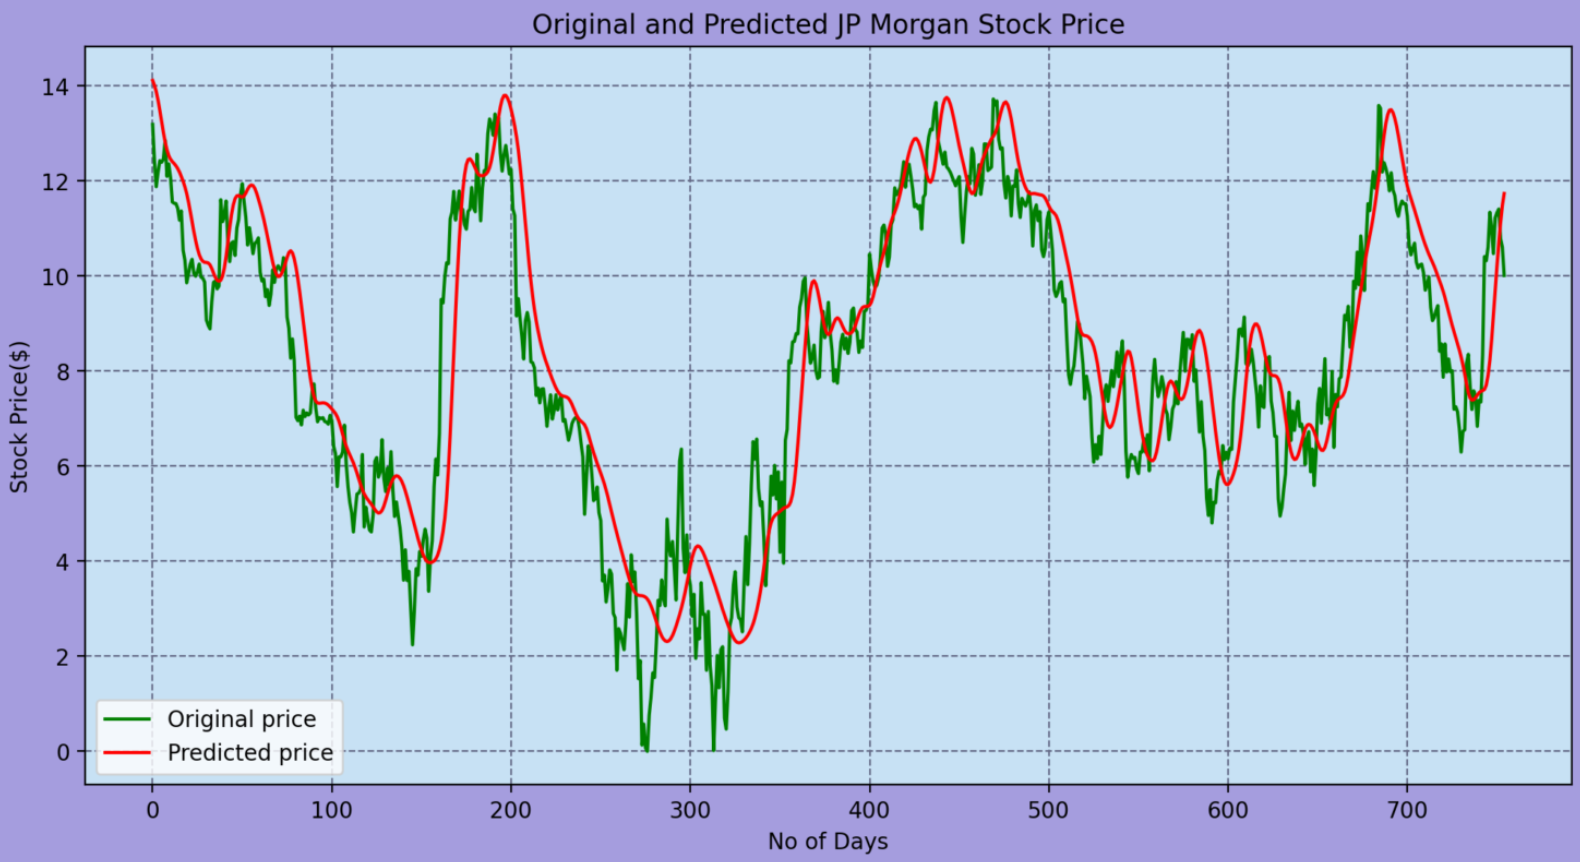 Original and Predicted JP Morgan Stock Price
Stock Price($)
14
12
10
8
6
4
2
0
Original price
Predicted price
0 100 200 300 400 500 600 700
No of Days